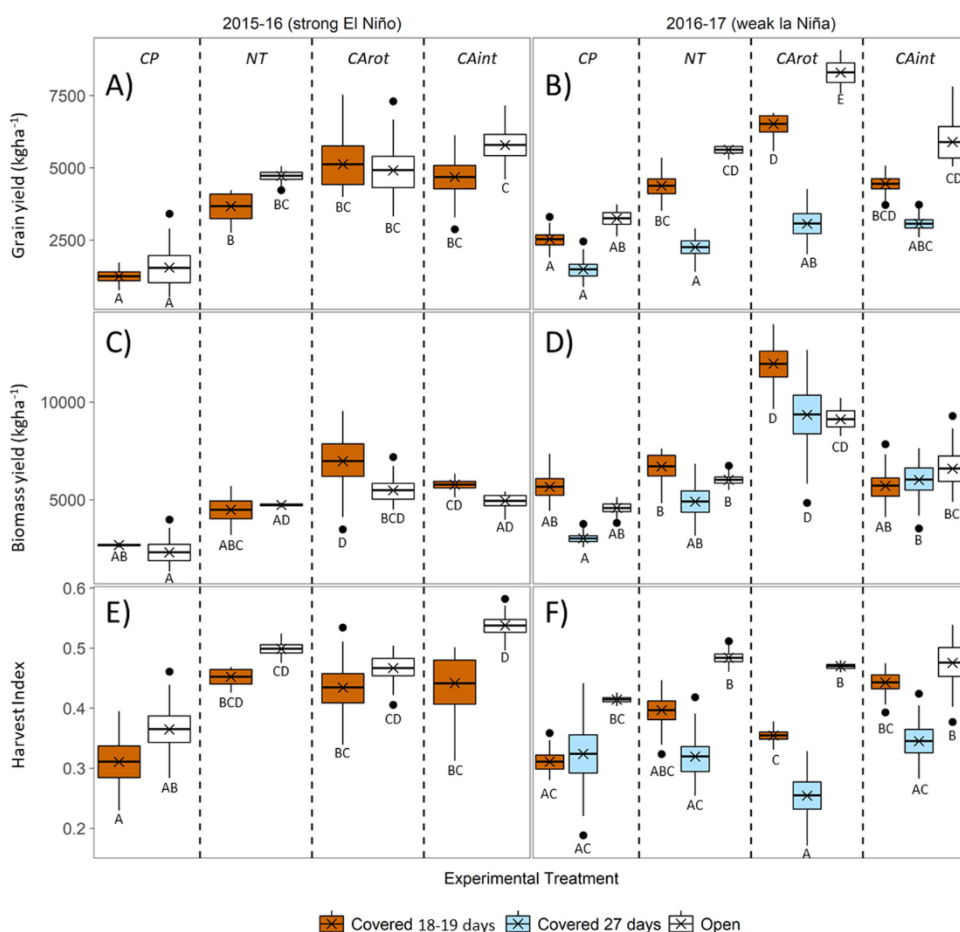 2015-16 (strong El Niño) 2016-17 (weak la Niña)
CP NT CArot CAint CP NT CArot CAint
A) B)
Grain yield (kgha⁻¹)
7500
5000
2500
A A B BC BC BC BC C
A A AB BC A CD D AB E BCD ABC CD
C) D)
Biomass yield (kgha⁻¹)
10000
5000
AB A ABC AD D BCD CD AD
AB A AB B AB B D D CD AB B BC
E) F)
Harvest Index
0.6
0.5
0.4
0.3
0.2
A AB BCD CD BC CD BC D
AC AC BC ABC AC B C A B BC AC B
Experimental Treatment
Covered 18-19 days Covered 27 days Open